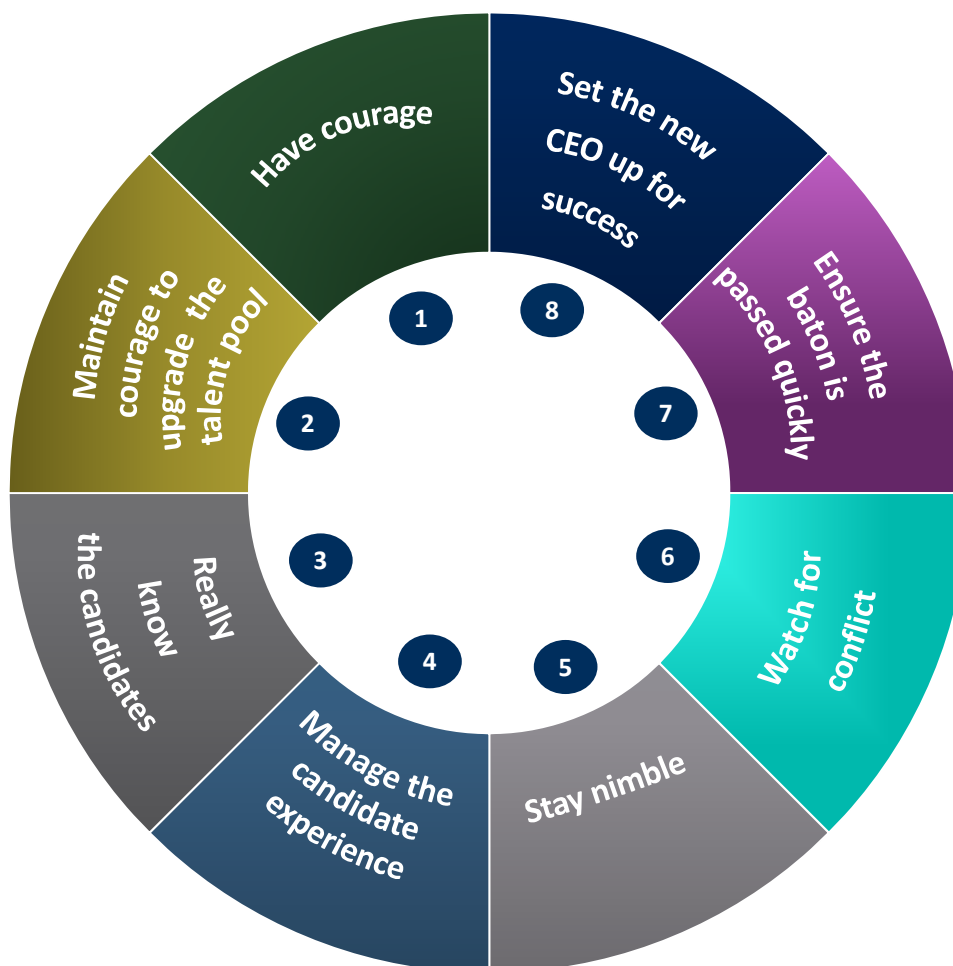 Have courage
1
Maintain
courage to
upgrade the
talent pool
2
Really
know
the candidates
3
Manage the
candidate
experience
4
Stay nimble
5
Watch for
conflict
6
Ensure the
baton is
passed quickly
7
Set the new
CEO up for
success
8